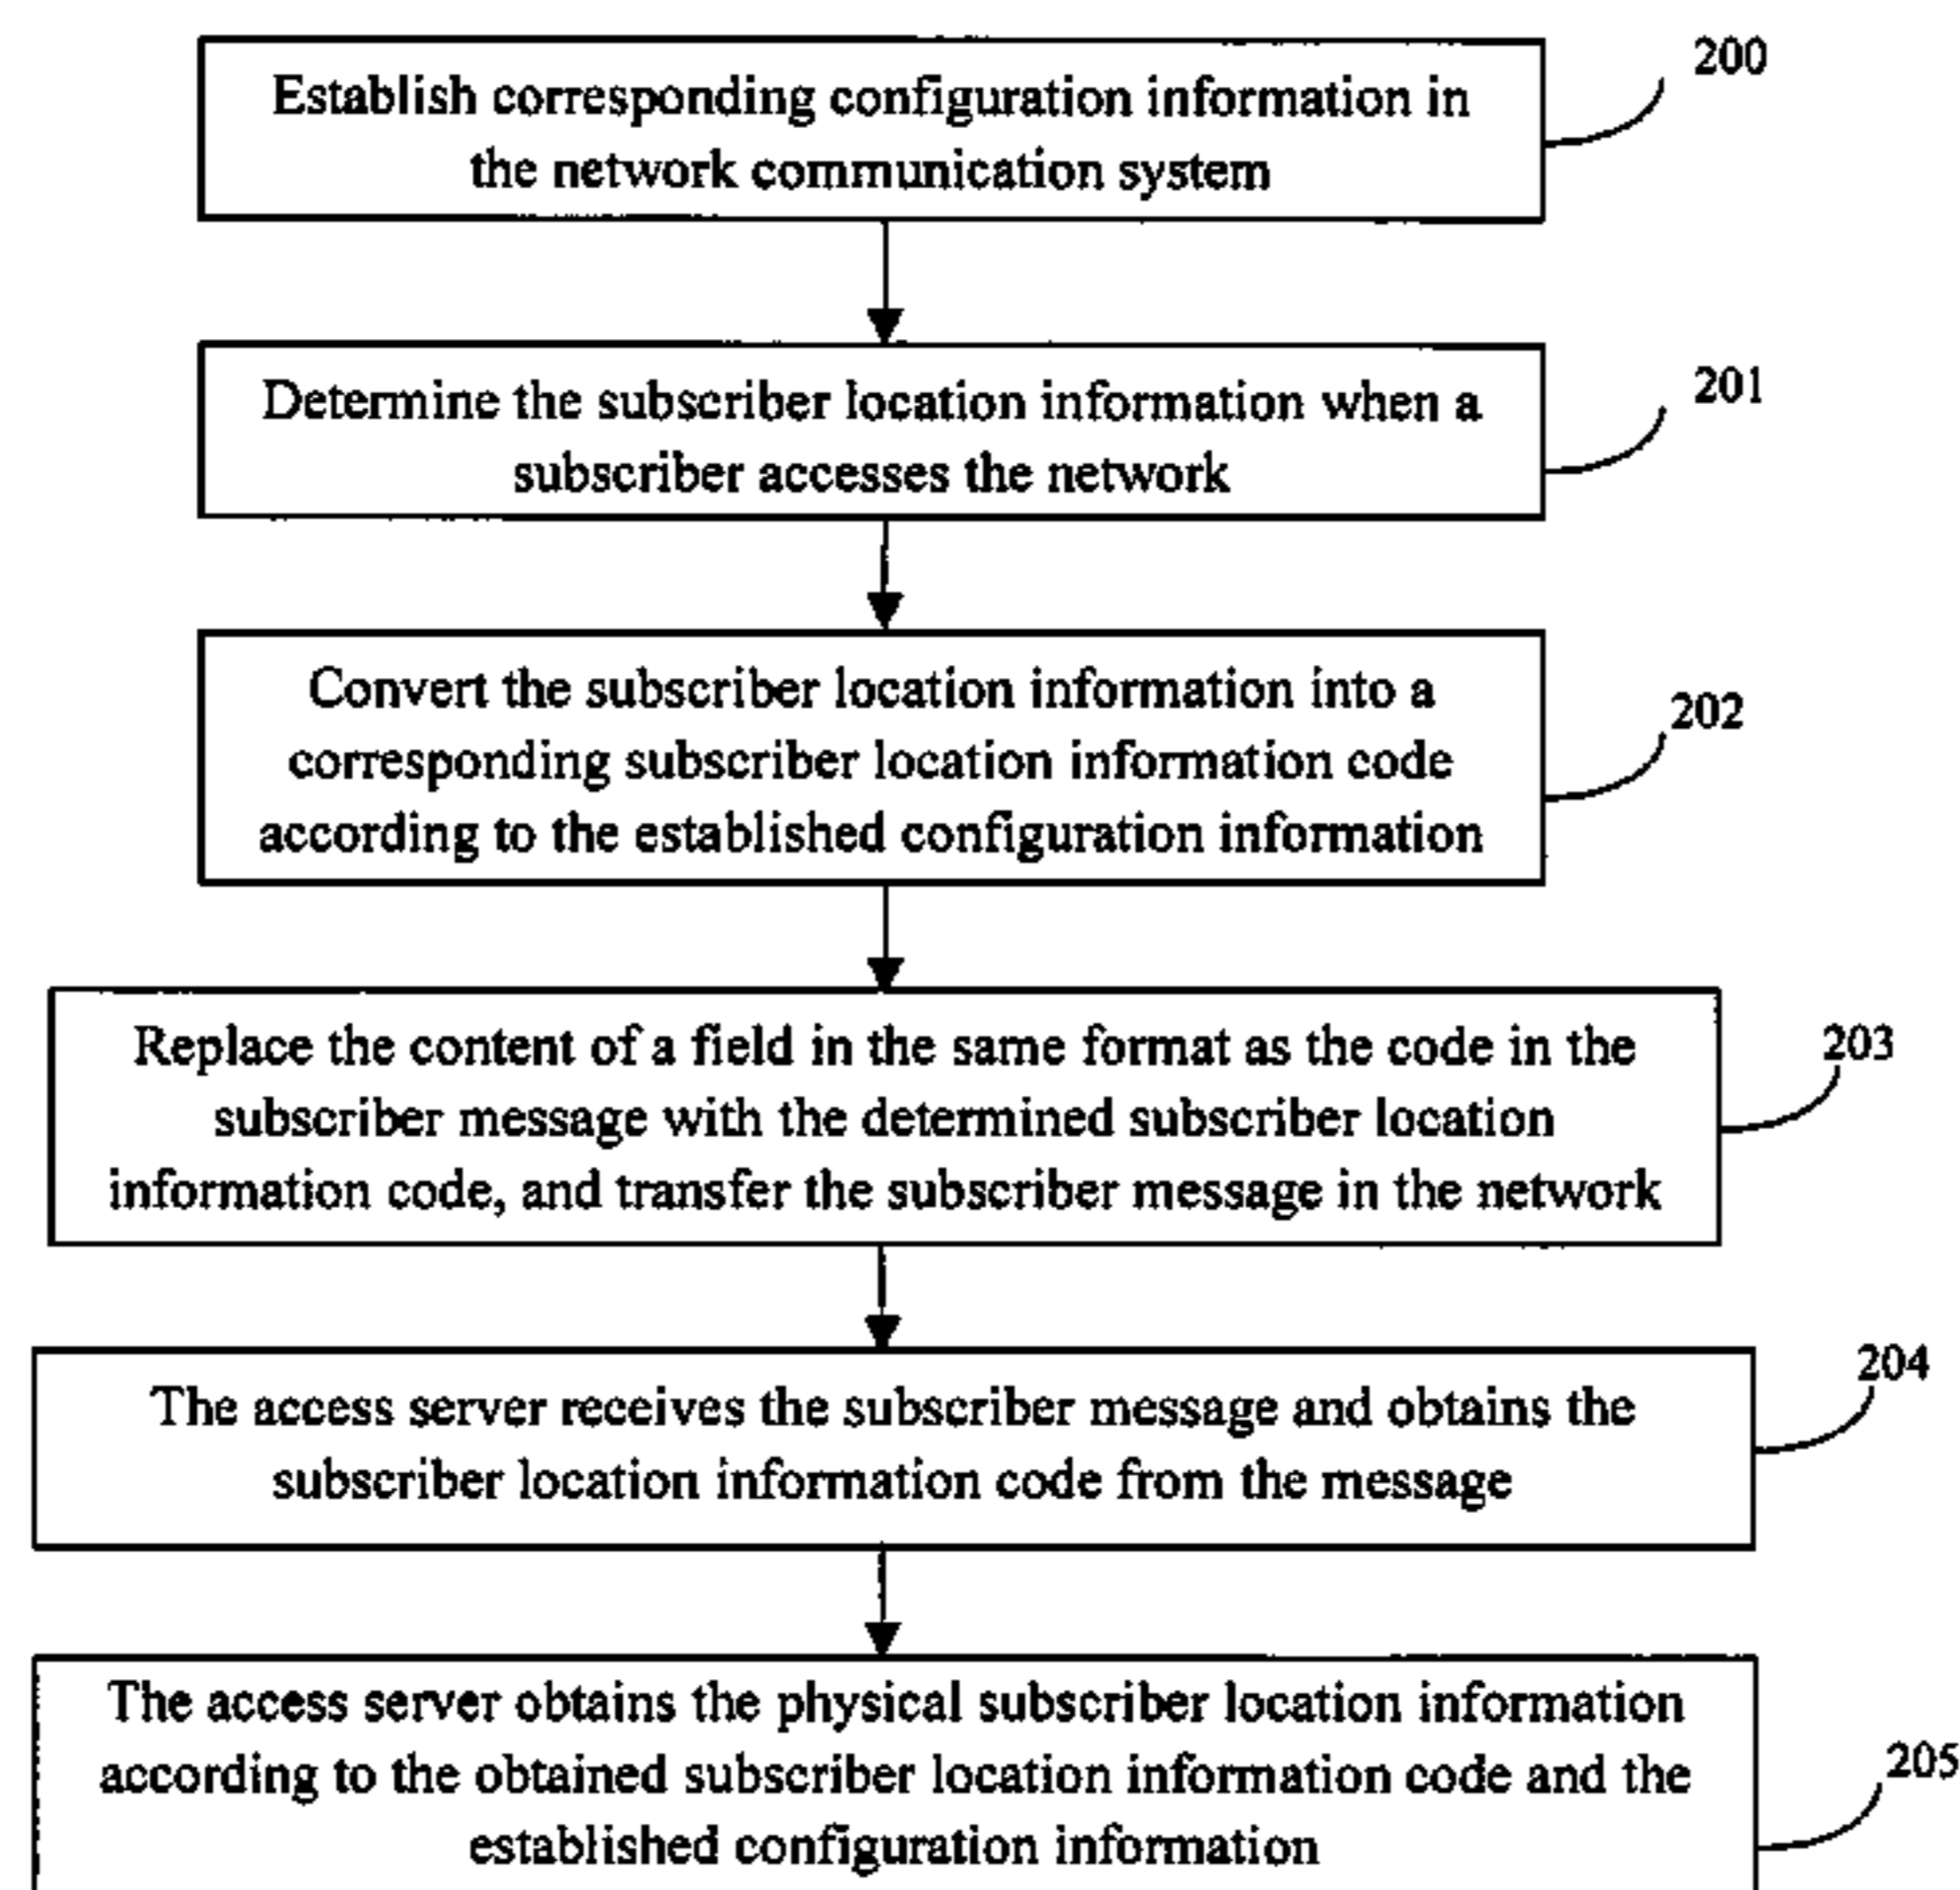 200
Establish corresponding configuration information in
the network communication system
201
Determine the subscriber location information when a
subscriber accesses the network
202
Convert the subscriber location information into a
corresponding subscriber location information code
according to the established configuration information
203
Replace the content of a field in the same format as the code in the
subscriber message with the determined subscriber location
information code, and transfer the subscriber message in the network
204
The access server receives the subscriber message and obtains the
subscriber location information code from the message
205
The access server obtains the physical subscriber location information
according to the obtained subscriber location information code and the
established configuration information